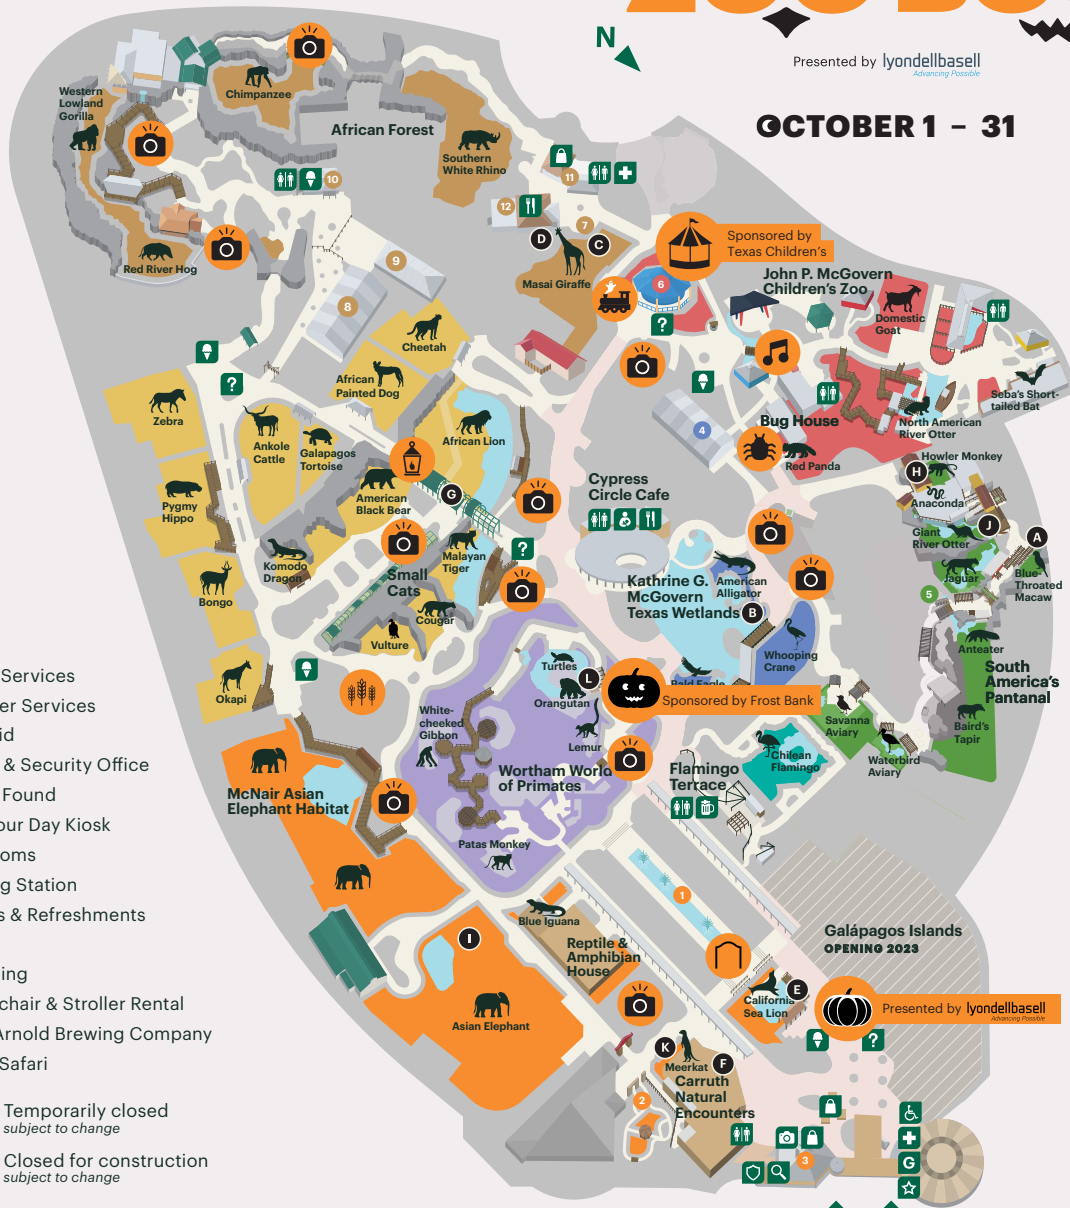 N
Presented by lyondellbasell
Advancing Possible
OCTOBER 1 – 31
Western
Lowland
Gorilla
Chimpanzee
African Forest
Southern
White Rhino
10
11
12
7
D
C
Sponsored by
Texas Children's
Red River Hog
9
Masai Giraffe
6
John P. McGovern
Children's Zoo
8
?
Domestic
Goat
Cheetah
African
Painted Dog
?
Seba's Short-
tailed Bat
Zebra
Ankole
Cattle
Galapagos
Tortoise
African Lion
4
Bug House
North American
River Otter
Red Panda
Howler Monkey
H
Pygmy
Hippo
American
Black Bear
G
Cypress
Circle Cafe
Anaconda
J
A
Giant
River Otter
Komodo
Dragon
Malayan
Tiger
?
Small
Cats
Jaguar
Blue-
Throated
Macaw
Bongo
Cougar
Kathrine G.
McGovern
Texas Wetlands
American
Alligator
B
5
Vulture
Whooping
Crane
Anteater
South
America's
Pantanal
Okapi
Turtles
L
Orangutan
Bald Eagle
Sponsored by Frost Bank
White-
cheeked
Gibbon
Lemur
Savanna
Aviary
Baird's
Tapir
Waterbird
Aviary
Chilean
Flamingo
Wortham World
of Primates
Flamingo
Terrace
McNair Asian
Elephant Habitat
Patas Monkey
1
Blue Iguana
I
Reptile &
Amphibian
House
Galápagos Islands
OPENING 2023
California
Sea Lion
E
Presented by lyondellbasell
Advancing Possible
Asian Elephant
?
K
Meerkat
F
Carruth
Natural
Encounters
2
3
G
Services
er Services
id
& Security Office
Found
our Day Kiosk
oms
g Station
s & Refreshments
ing
chair & Stroller Rental
Arnold Brewing Company
Safari
Temporarily closed
subject to change
Closed for construction
subject to change